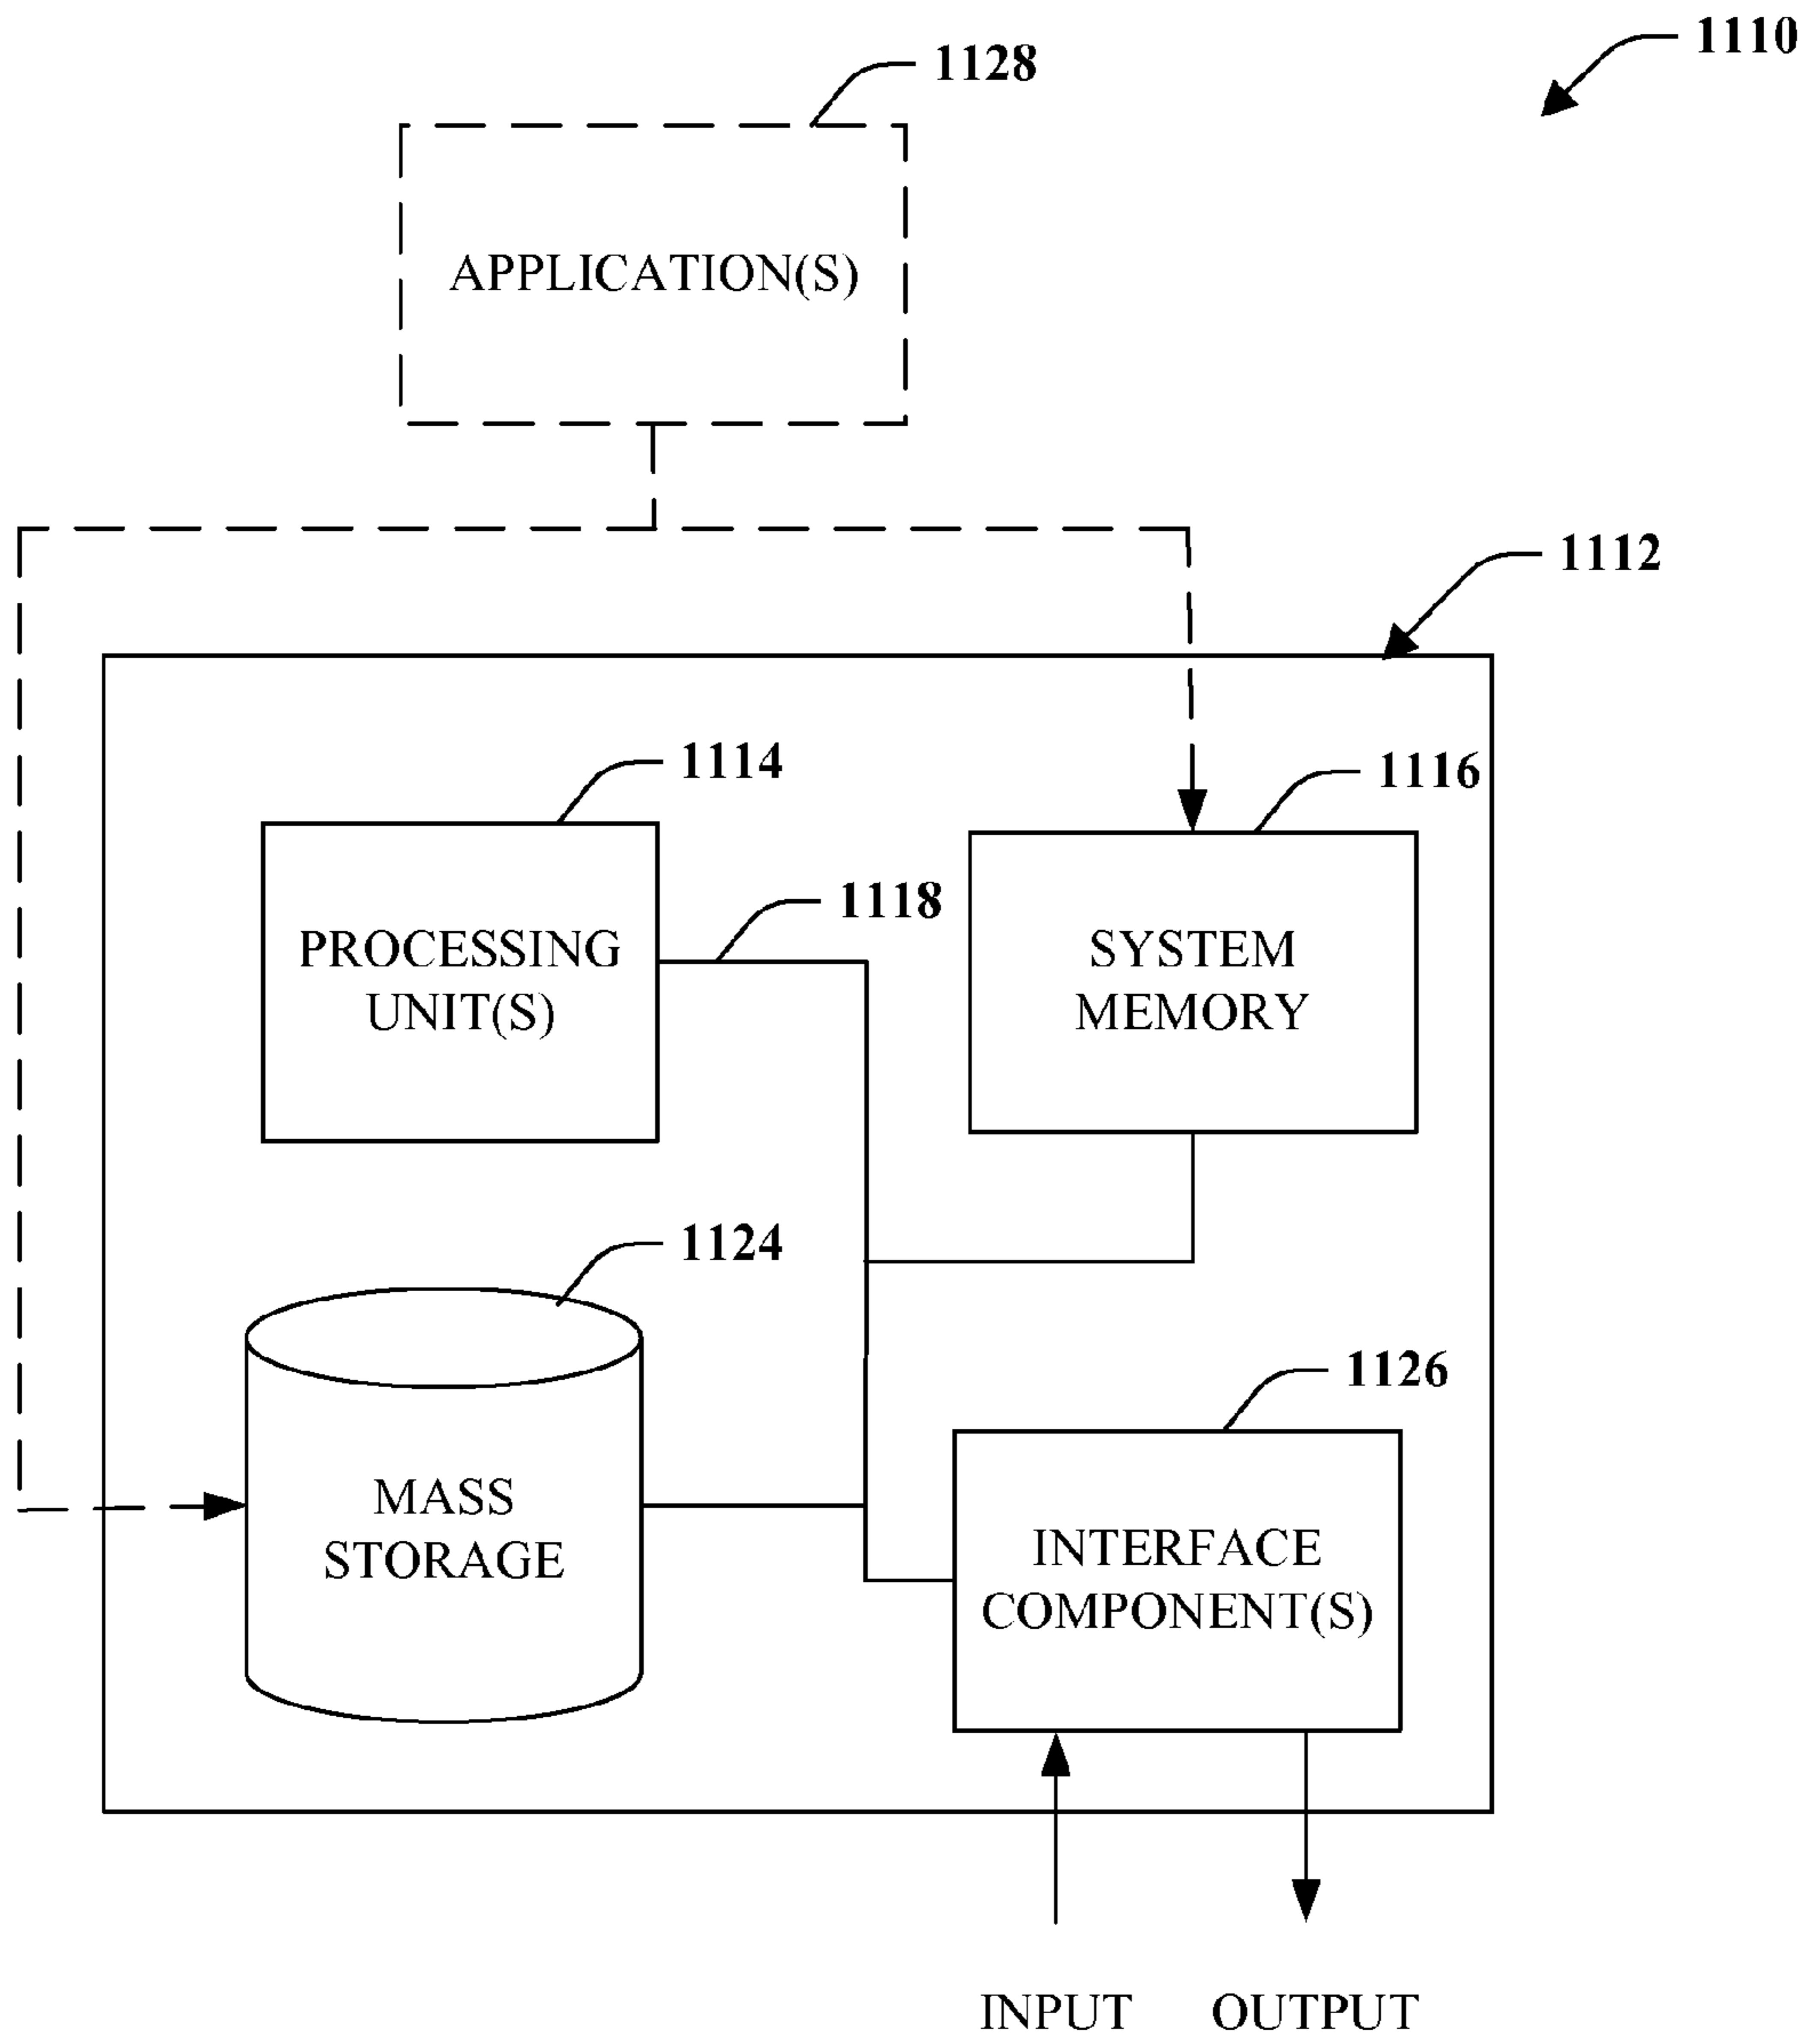 1110
1128
APPLICATION(S)
1112
1114
1116
1118
PROCESSING
UNIT(S)
SYSTEM
MEMORY
1124
1126
MASS
STORAGE
INTERFACE
COMPONENT(S)
INPUT
OUTPUT